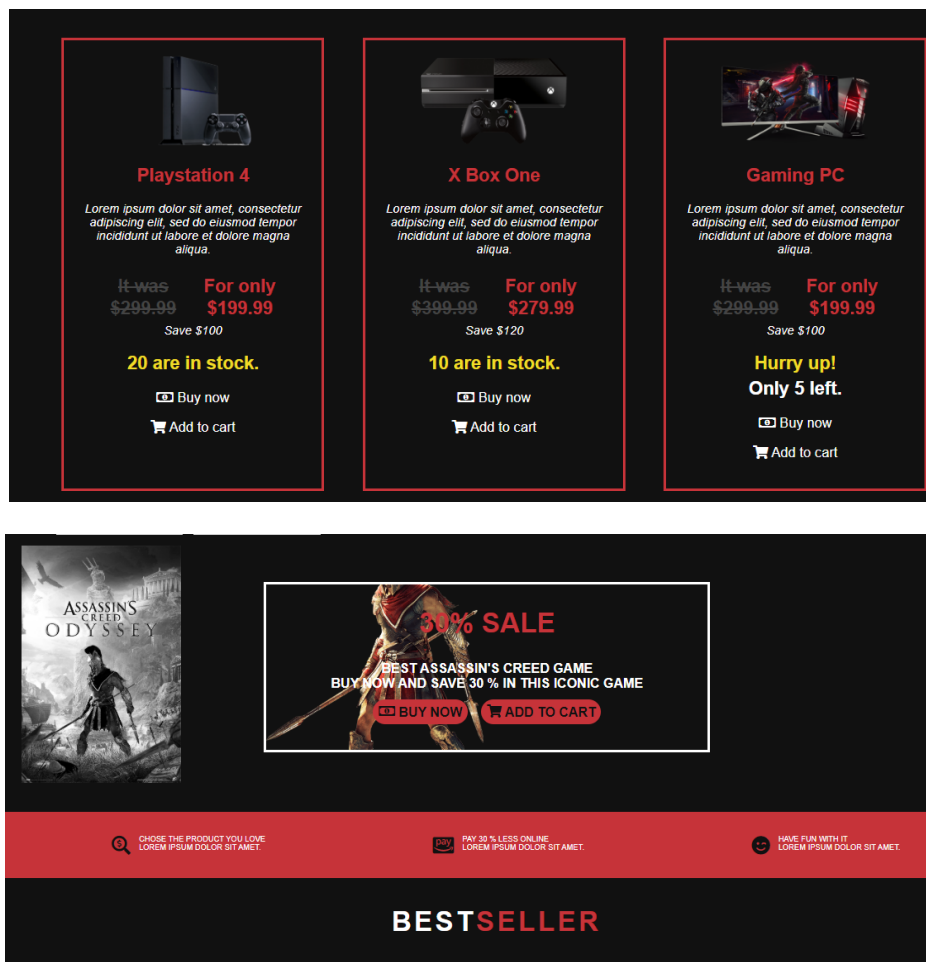 Playstation 4
Lorem ipsum dolor sit amet, consectetur
adipiscing elit, sed do eiusmod tempor
incididunt ut labore et dolore magna
aliqua.
It was
$299.99
For only
$199.99
Save $100
20 are in stock.
Buy now
Add to cart
X Box One
Lorem ipsum dolor sit amet, consectetur
adipiscing elit, sed do eiusmod tempor
incididunt ut labore et dolore magna
aliqua.
It was
$399.99
For only
$279.99
Save $120
10 are in stock.
Buy now
Add to cart
Gaming PC
Lorem ipsum dolor sit amet, consectetur
adipiscing elit, sed do eiusmod tempor
incididunt ut labore et dolore magna
aliqua.
It was
$299.99
For only
$199.99
Save $100
Hurry up!
Only 5 left.
Buy now
Add to cart
ASSASSINS
CREED
ODYSSEY
30% SALE
BEST ASSASSIN'S CREED GAME
BUY NOW AND SAVE 30 % IN THIS ICONIC GAME
BUY NOW
ADD TO CART
CHOSE THE PRODUCT YOU LOVE
LOREM IPSUM DOLOR SIT AMET.
pay
PAY 30 % LESS ONLINE
LOREM IPSUM DOLOR SIT AMET.
HAVE FUN WITH IT
LOREM IPSUM DOLOR SIT AMET.
BESTSELLER